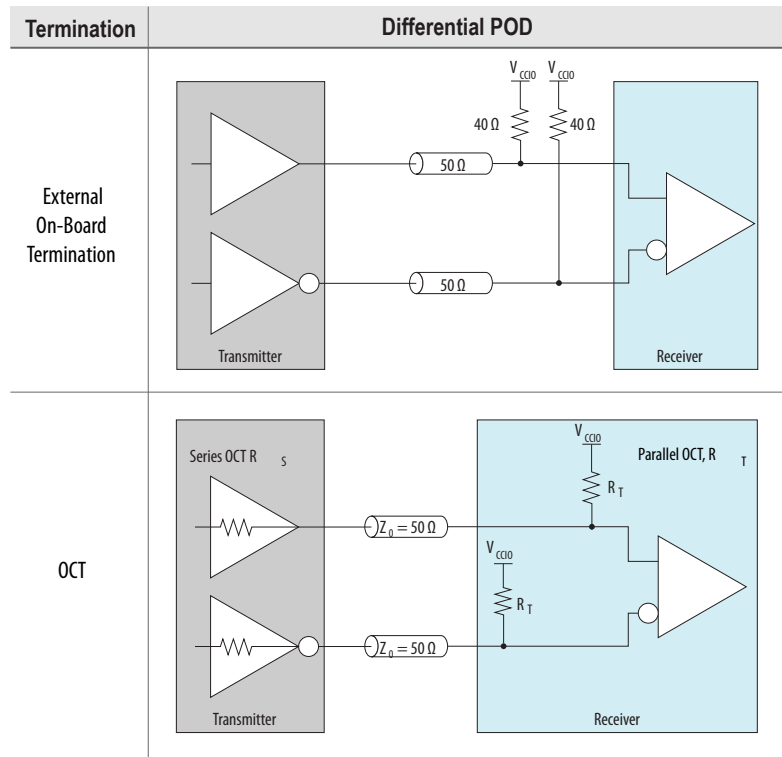 Termination Differential POD
V CCIO V CCIO
40 Ω 40 Ω
50 Ω
External
On-Board
Termination
50 Ω
Transmitter Receiver
V CCIO
Series OCT R S Parallel OCT, R T
R T
Z 0 = 50 Ω
V CCIO
OCT
R T
Z 0 = 50 Ω
Transmitter Receiver